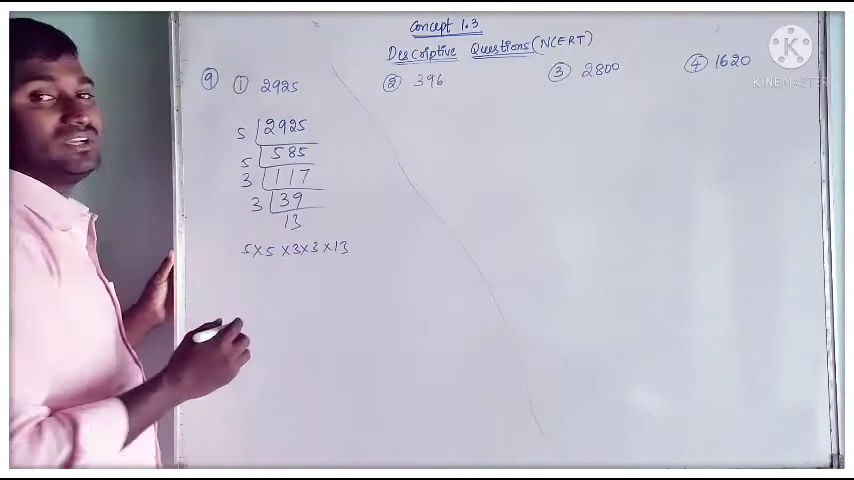 Concept 1.3
Descriptive Questions (NCERT)
9 1 2925 2 396 3 2800 4 1620
K
KINEMASTER
5 2925
5 585
3 117
3 39
13
5×5×3×3×13